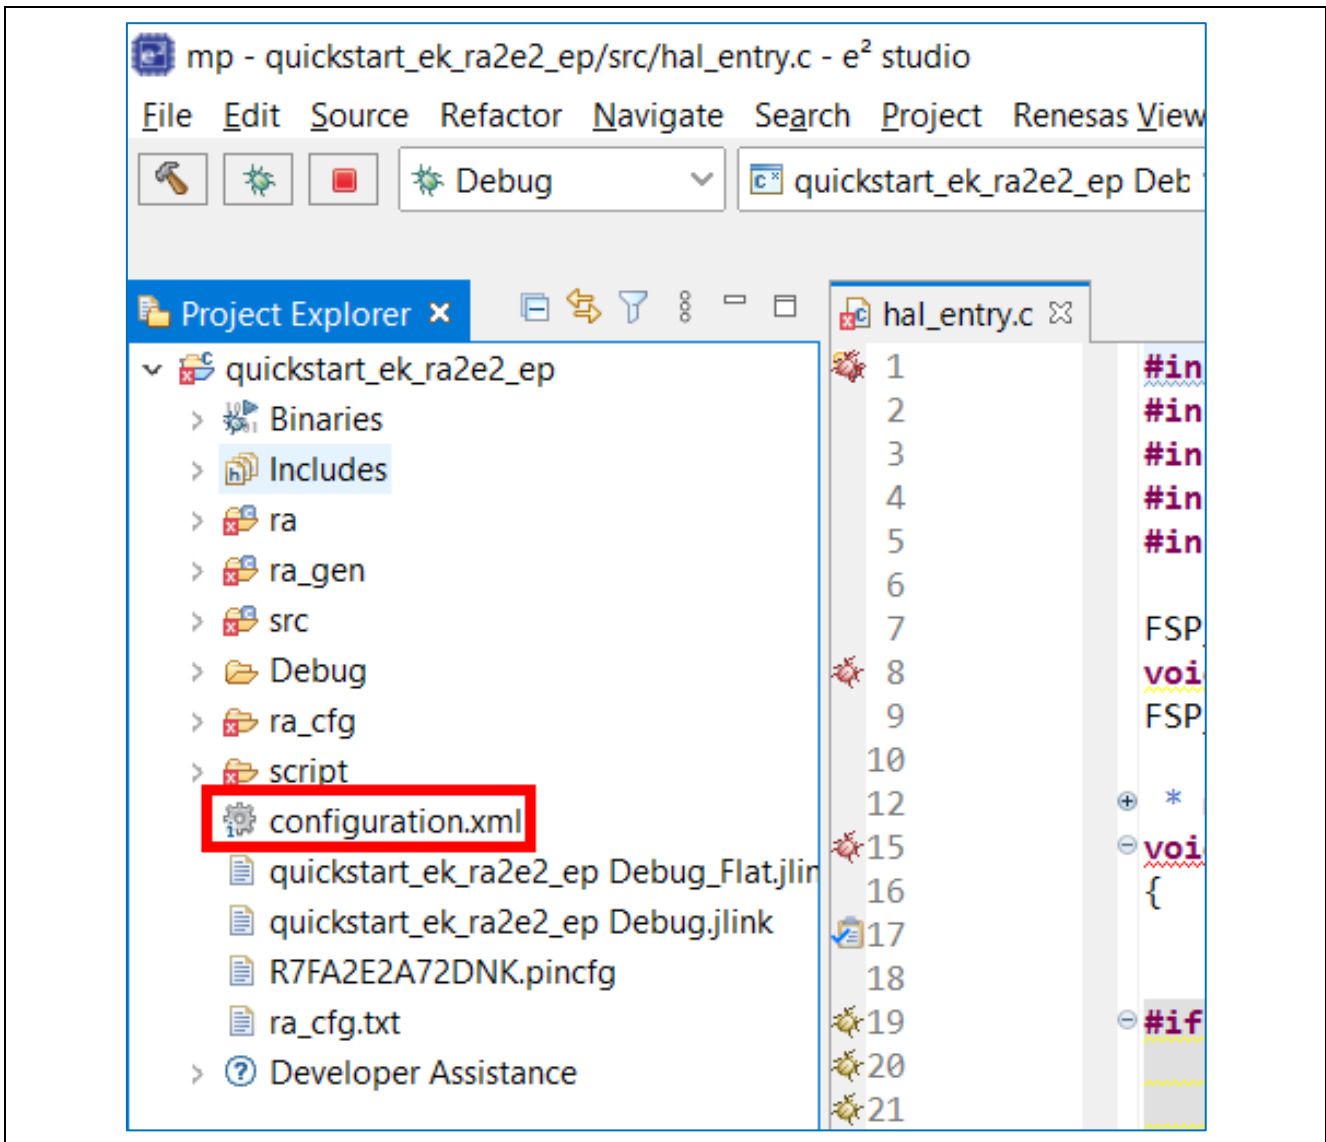 mp - quickstart_ek_ra2e2_ep/src/hal_entry.c - e² studio
File Edit Source Refactor Navigate Search Project Renesas View
Debug
quickstart_ek_ra2e2_ep Deb
Project Explorer
quickstart_ek_ra2e2_ep
Binaries
Includes
ra
ra_gen
src
Debug
ra_cfg
script
configuration.xml
quickstart_ek_ra2e2_ep Debug_Flat.jlin
quickstart_ek_ra2e2_ep Debug.jlink
R7FA2E2A72DNK.pincfg
ra_cfg.txt
Developer Assistance
hal_entry.c
1 #in
2 #in
3 #in
4 #in
5 #in
6
7 FSP_
8 voi
9 FSP_
10
12 *
15 voi
16 {
17
18
19 #if
20
21